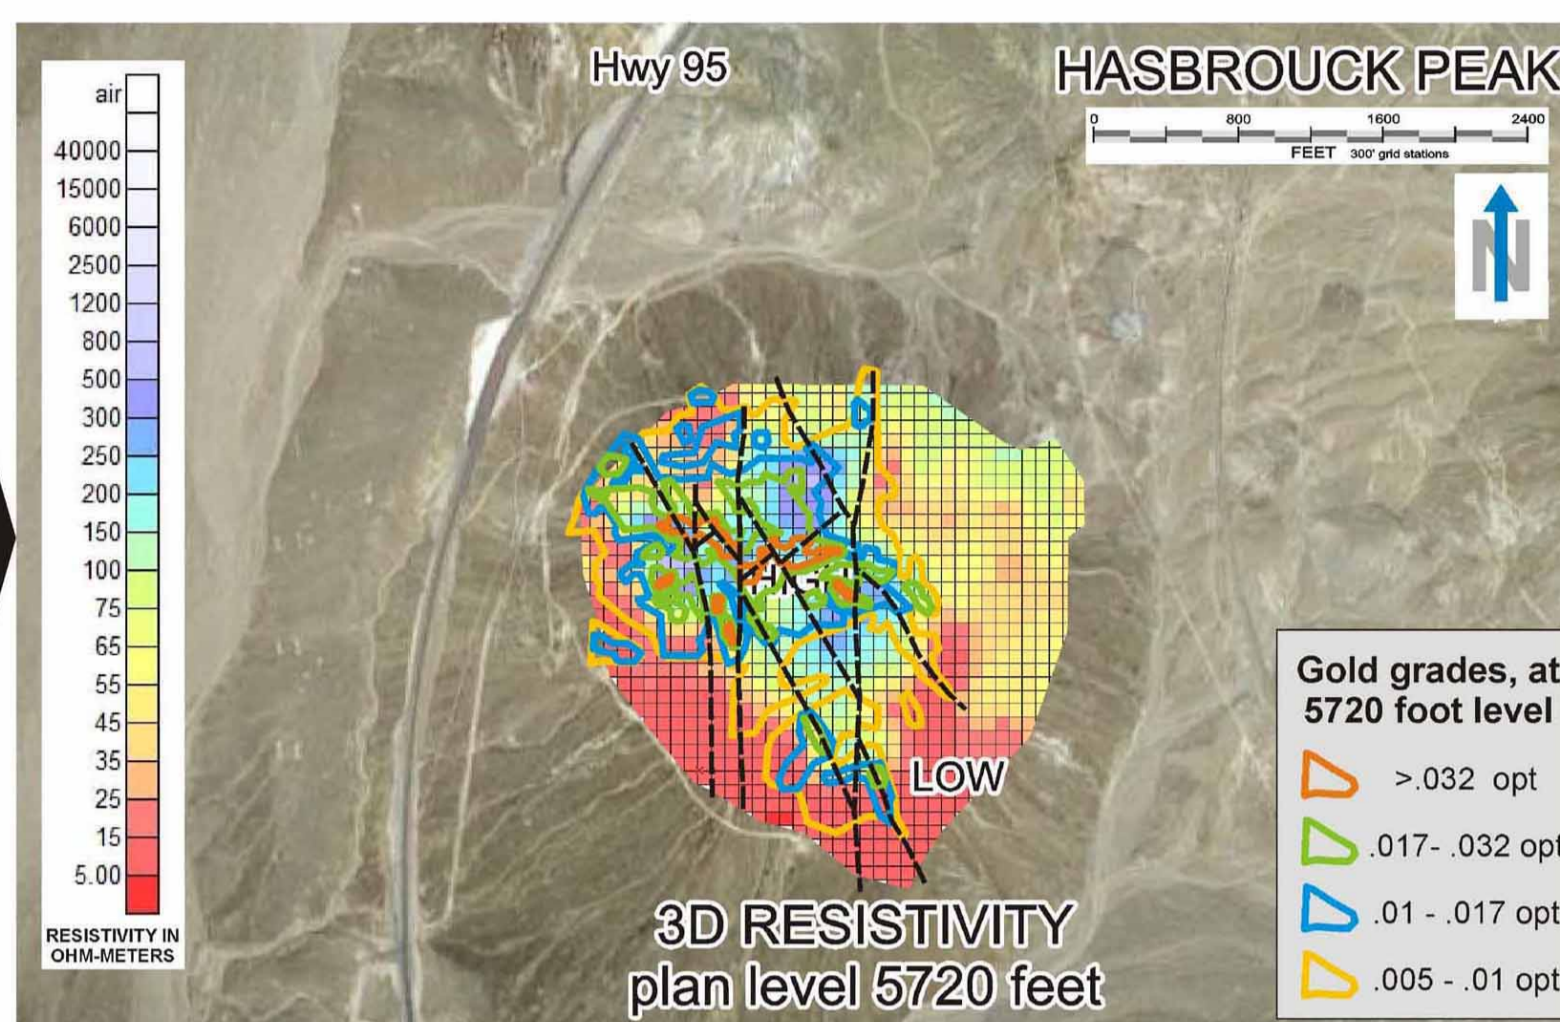 Hwy 95
HASBROUCK PEAK
0 800 1600 2400
FEET 300' grid stations
N
air
40000
15000
6000
2500
1200
800
500
300
250
200
150
100
75
65
55
45
35
25
15
5.00
RESISTIVITY IN
OHM-METERS
HIGH
LOW
3D RESISTIVITY
plan level 5720 feet
Gold grades, at
5720 foot level
>.032 opt
.017- .032 opt
.01 - .017 opt
.005 - .01 opt